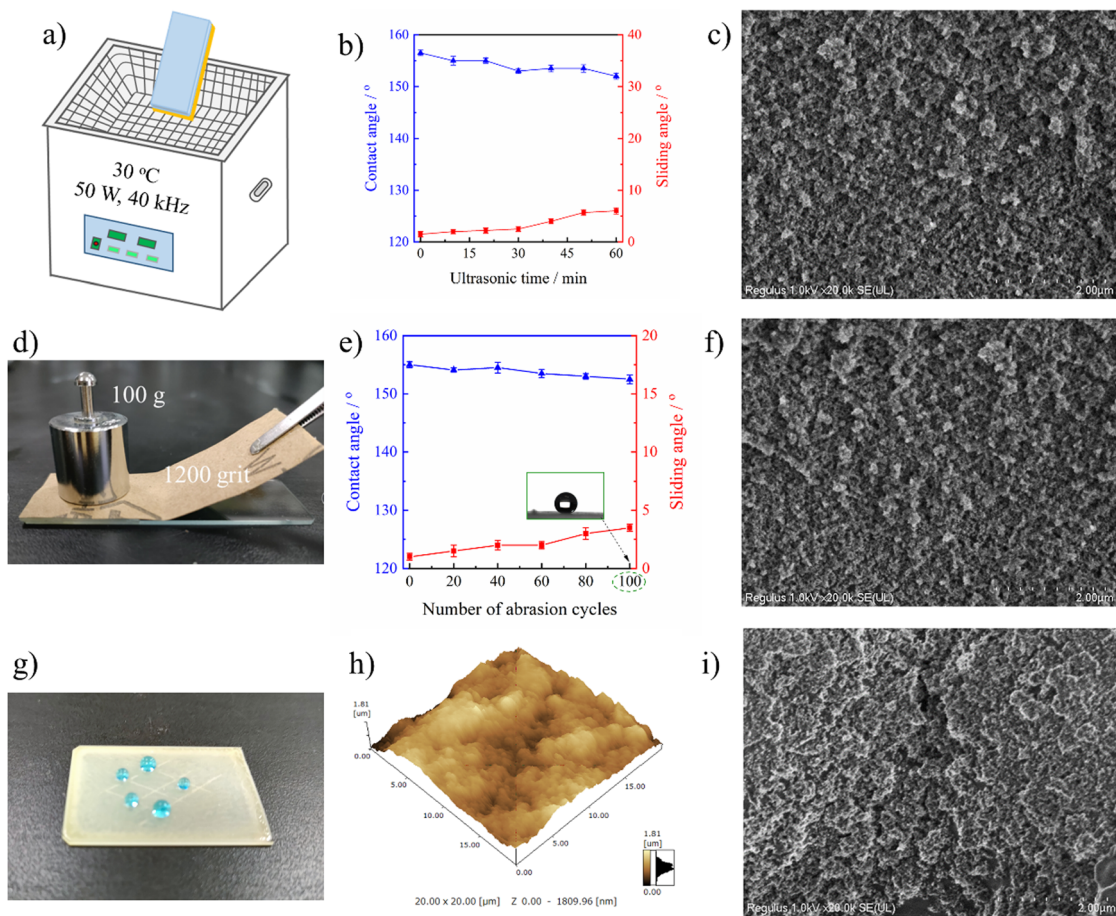 a)
30 ºC
50 W, 40 kHz
b)
Contact angle / º
160
150
140
130
120
Sliding angle / º
40
30
20
10
0
0 15 30 45 60
Ultrasonic time / min
c)
Regulus 1.0kV x20.0k SE(UL) 2.00µm
d)
100 g
1200 grit
e)
Contact angle / º
160
150
140
130
120
Sliding angle / º
20
15
10
5
0
0 20 40 60 80 100
Number of abrasion cycles
f)
Regulus 1.0kV x20.0k SE(UL) 2.00µm
g)
h)
1.81
[um]
0.00
5.00
10.00
15.00
0.00
5.00
10.00
15.00
1.81
[um]
0.00
20.00 x 20.00 [µm] Z 0.00 - 1809.96 [nm]
i)
Regulus 1.0kV x20.0k SE(UL) 2.00µm